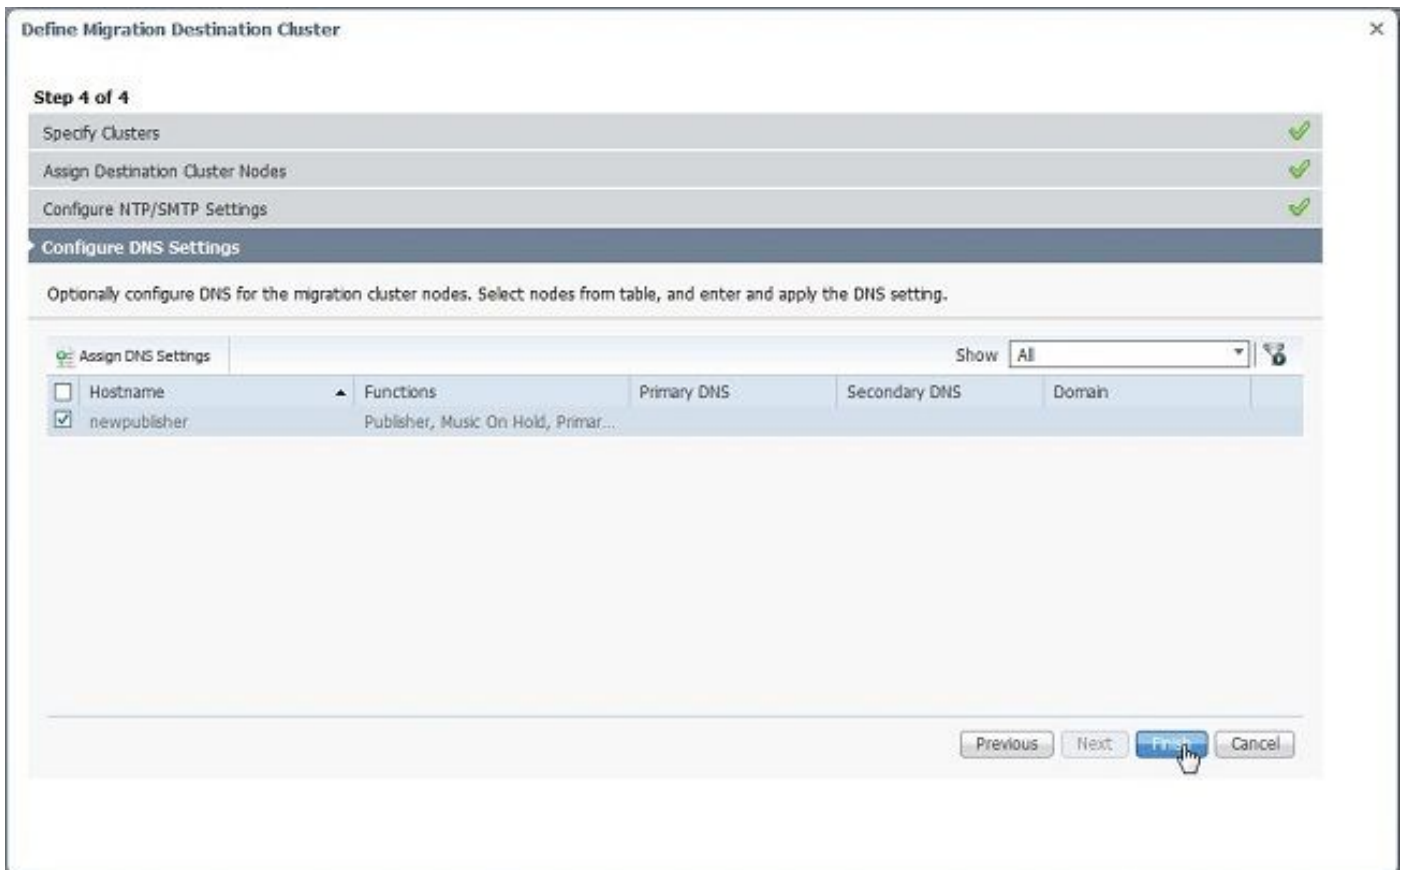 Define Migration Destination Cluster
Step 4 of 4
Specify Clusters
Assign Destination Cluster Nodes
Configure NTP/SMTP Settings
Configure DNS Settings
Optionally configure DNS for the migration cluster nodes. Select nodes from table, and enter and apply the DNS setting.
Assign DNS Settings Show All
Hostname Functions Primary DNS Secondary DNS Domain
newpublisher Publisher, Music On Hold, Primar...
Previous Next Finish Cancel